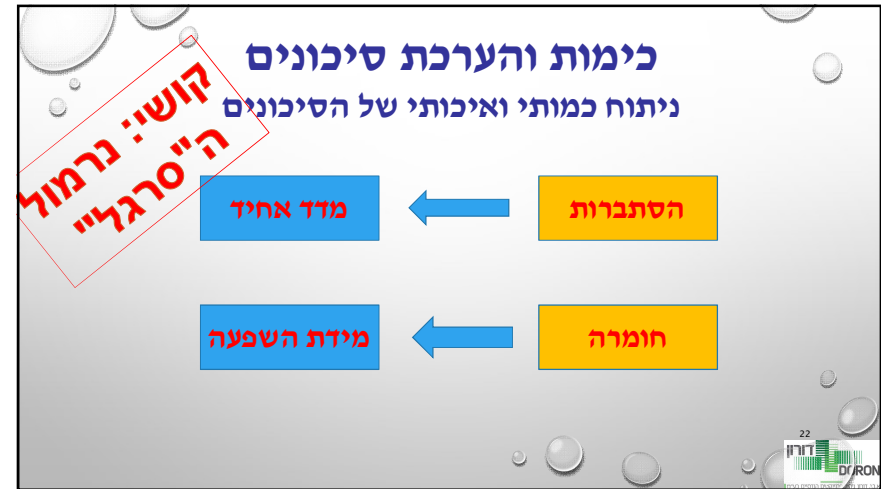 כימות והערכת סיכונים
ניתוח כמותי ואיכותי של הסיכונים
קושי: נרמול
ה"סרגל"
הסתברות
מדד אחיד
חומרה
מידת השפעה
22
דורון
DORON